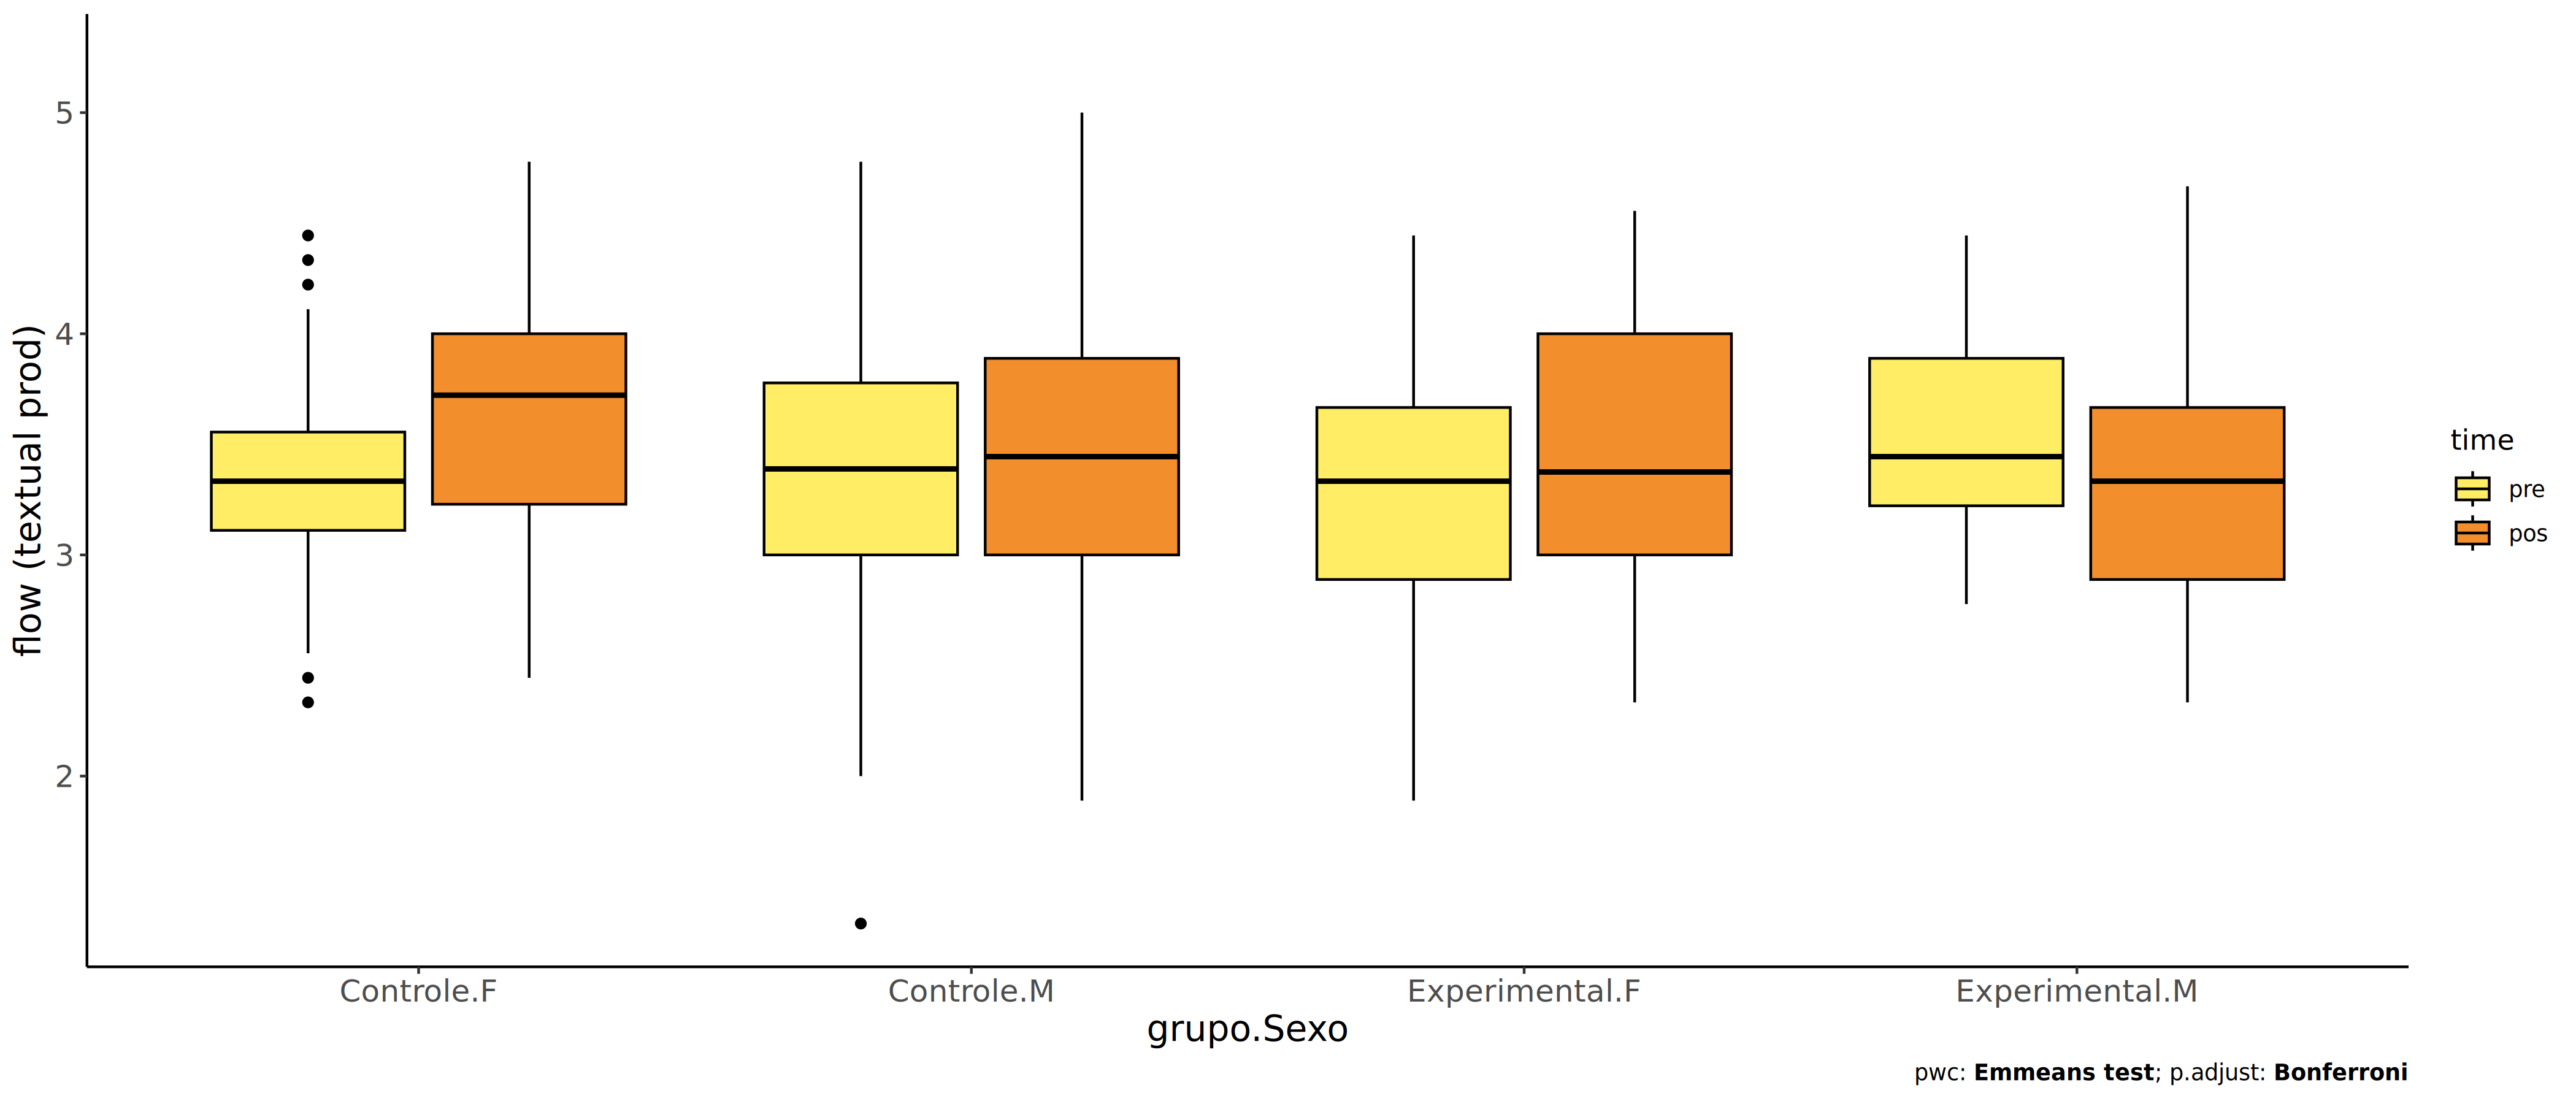 flow (textual prod)
5
4
3
2
Controle.F
Controle.M
Experimental.F
Experimental.M
grupo.Sexo
time
pre
pos
pwc: Emmeans test; p.adjust: Bonferroni